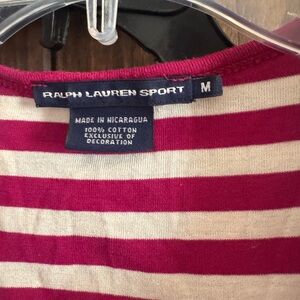 RALPH LAUREN SPORT M
MADE IN NICARAGUA
100% COTTON
EXCLUSIVE OF
DECORATION